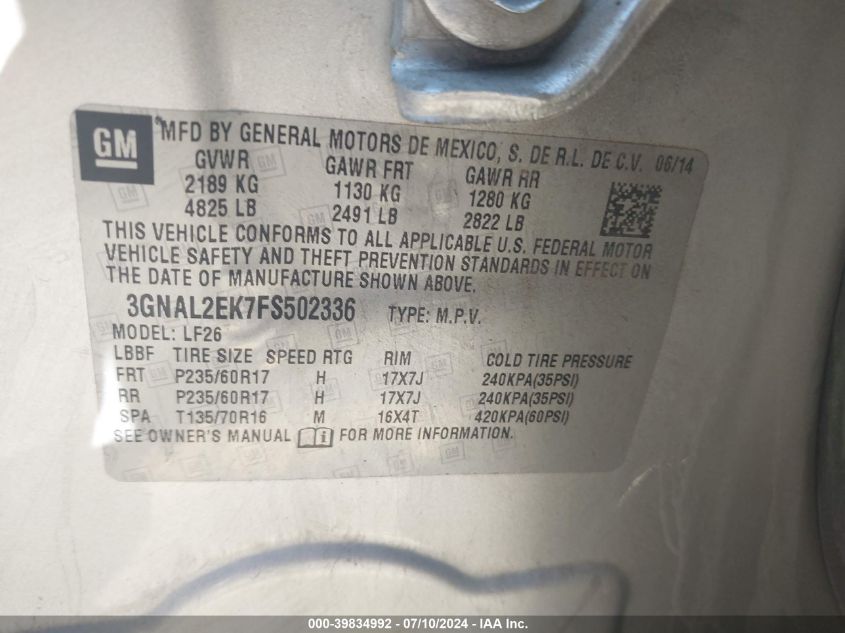 GM
MFD BY GENERAL MOTORS DE MEXICO, S. DE R.L. DE C.V. 06/14
GVWR GAWR FRT GAWR RR
2189 KG 1130 KG 1280 KG
4825 LB 2491 LB 2822 LB
THIS VEHICLE CONFORMS TO ALL APPLICABLE U.S. FEDERAL MOTOR
VEHICLE SAFETY AND THEFT PREVENTION STANDARDS IN EFFECT ON
THE DATE OF MANUFACTURE SHOWN ABOVE.
3GNAL2EK7FS502336 TYPE: M.P.V.
MODEL: LF26
LBBF TIRE SIZE SPEED RTG RIM COLD TIRE PRESSURE
FRT P235/60R17 H 17X7J 240KPA(35PSI)
RR P235/60R17 H 17X7J 240KPA(35PSI)
SPA T135/70R16 M 16X4T 420KPA(60PSI)
SEE OWNER'S MANUAL i FOR MORE INFORMATION.
000-39834992 - 07/10/2024 - IAA Inc.